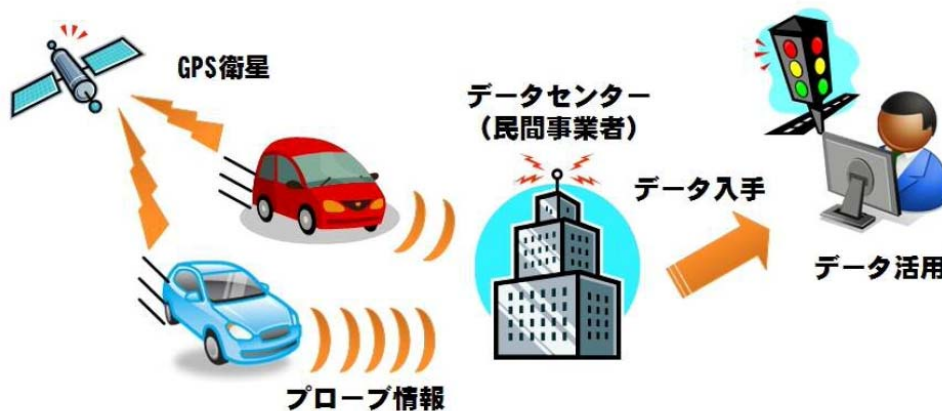 GPS衛星
データセンター
(民間事業者)
データ入手
データ活用
プローブ情報